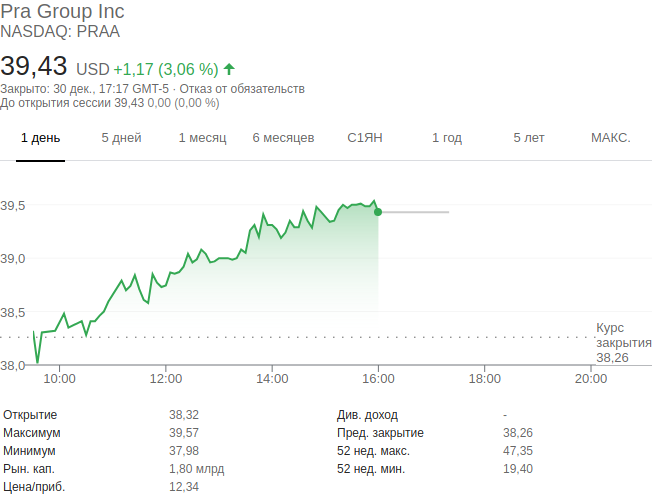 Pra Group Inc
NASDAQ: PRAA
39,43 USD +1,17 (3,06 %)
Закрыто: 30 дек., 17:17 GMT-5 · Отказ от обязательств
До открытия сессии 39,43 0,00 (0,00 %)
1 день 5 дней 1 месяц 6 месяцев С1ЯН 1 год 5 лет МАКС.
39,5
39,0
38,5
Курс
закрытия
38,26
38,0
10:00 12:00 14:00 16:00 18:00 20:00
Открытие 38,32 Див. доход -
Максимум 39,57 Пред. закрытие 38,26
Минимум 37,98 52 нед. макс. 47,35
Рын. кап. 1,80 млрд 52 нед. мин. 19,40
Цена/приб. 12,34